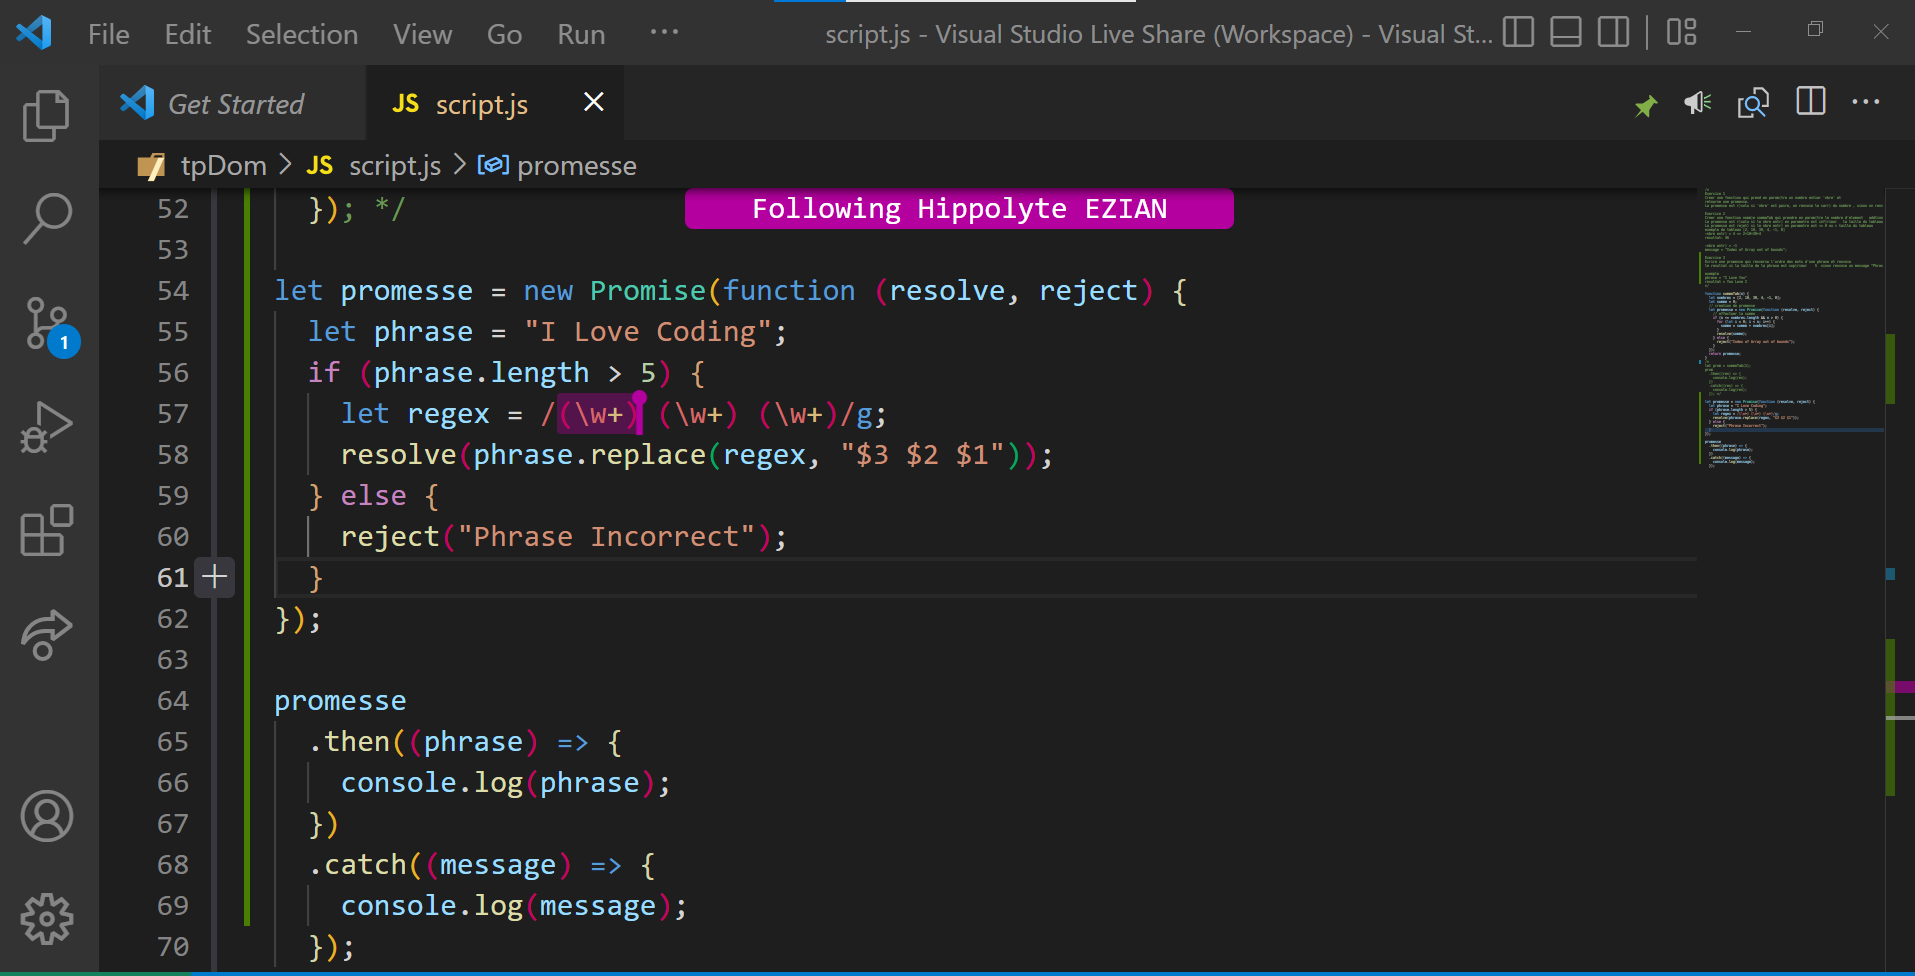 File Edit Selection View Go Run ··· script.js - Visual Studio Live Share (Workspace) - Visual St...
Get Started JS script.js
tpDom > JS script.js > promesse
Following Hippolyte EZIAN
52 }); */
53
54 let promesse = new Promise(function (resolve, reject) {
55 let phrase = "I Love Coding";
56 if (phrase.length > 5) {
57 let regex = /(\w+) (\w+) (\w+)/g;
58 resolve(phrase.replace(regex, "$3 $2 $1"));
59 } else {
60 reject("Phrase Incorrect");
61 }
62 });
63
64 promesse
65 .then((phrase) => {
66 console.log(phrase);
67 })
68 .catch((message) => {
69 console.log(message);
70 });
1